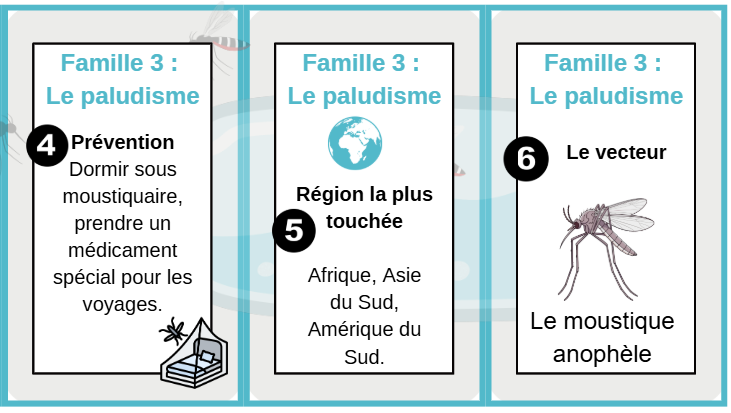 Famille 3 :
Le paludisme
4
Prévention
Dormir sous
moustiquaire,
prendre un
médicament
spécial pour les
voyages.
Famille 3 :
Le paludisme
Région la plus
touchée
5
Afrique, Asie
du Sud,
Amérique du
Sud.
Famille 3 :
Le paludisme
6
Le vecteur
Le moustique
anophèle